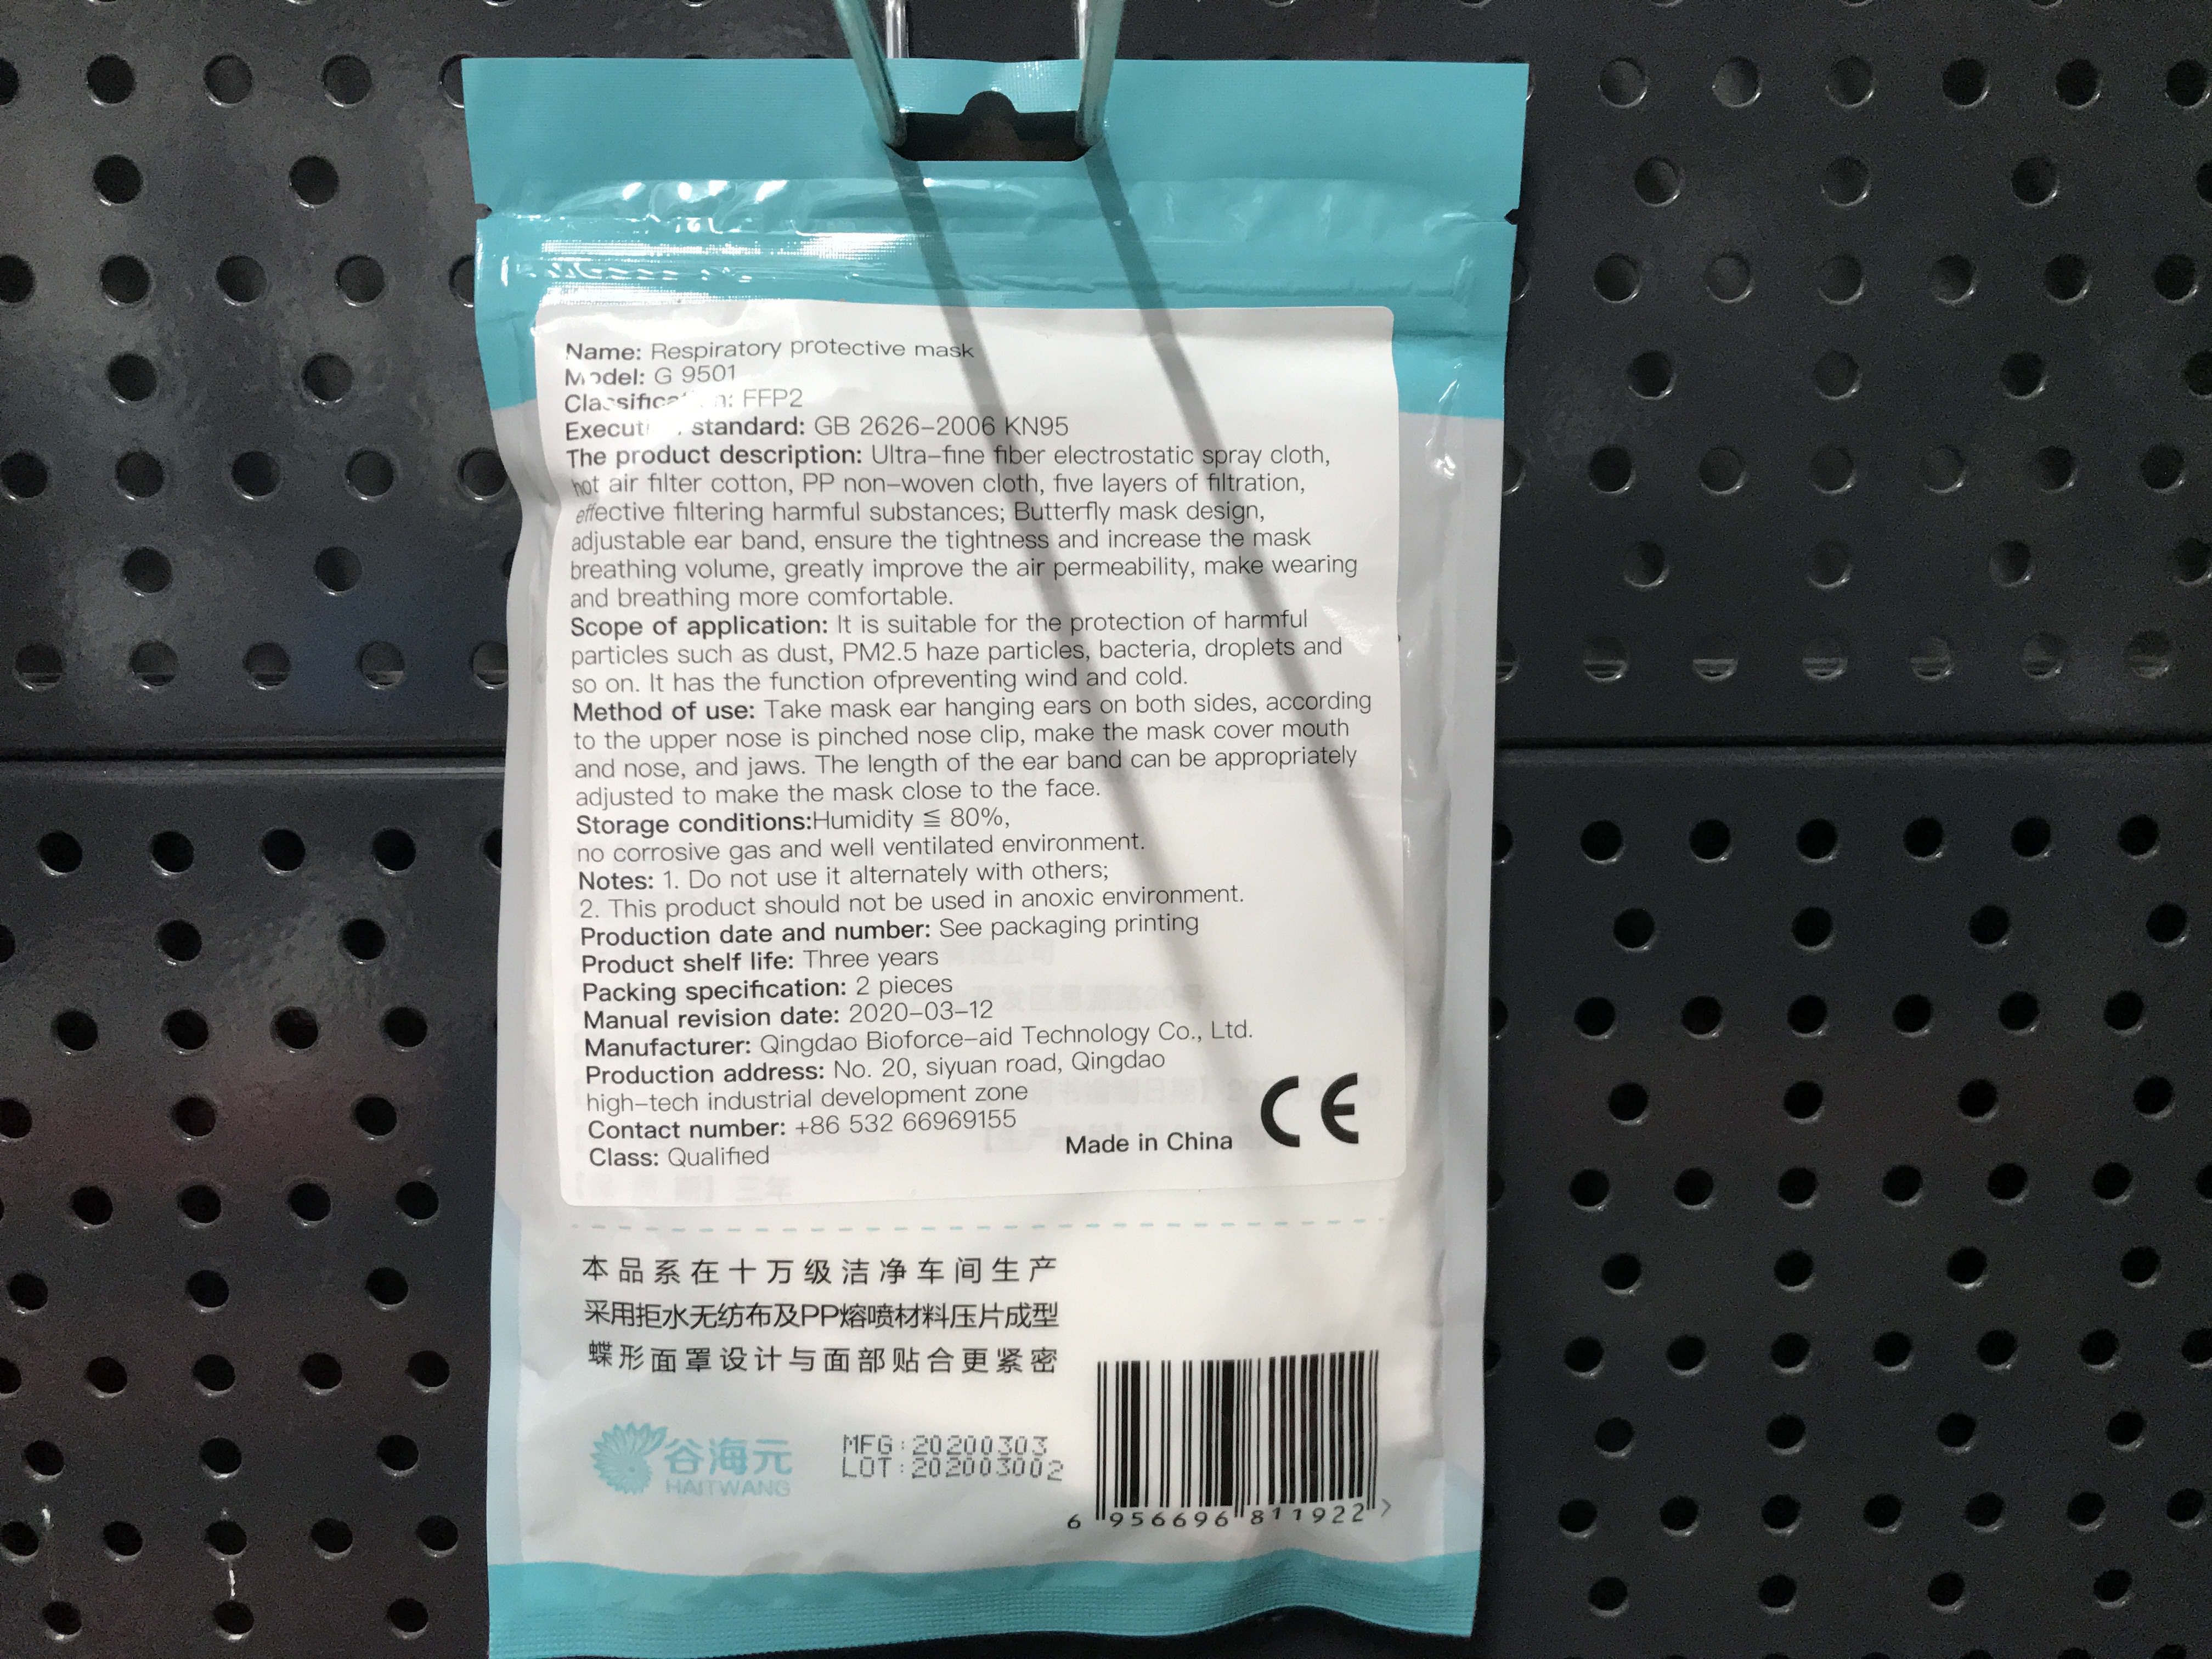 Name: Respiratory protective mask
Model: G 9501
Classification: FFP2
Executi standard: GB 2626-2006 KN95
The product description: Ultra-fine fiber electrostatic spray cloth,
hot air filter cotton, PP non-woven cloth, five layers of filtration,
effective filtering harmful substances; Butterfly mask design,
adjustable ear band, ensure the tightness and increase the mask
breathing volume, greatly improve the air permeability, make wearing
and breathing more comfortable.
Scope of application: It is suitable for the protection of harmful
particles such as dust, PM2.5 haze particles, bacteria, droplets and
so on. It has the function ofpreventing wind and cold.
Method of use: Take mask ear hanging ears on both sides, according
to the upper nose is pinched nose clip, make the mask cover mouth
and nose, and jaws. The length of the ear band can be appropriately
adjusted to make the mask close to the face.
Storage conditions:Humidity ≦ 80%,
no corrosive gas and well ventilated environment.
Notes: 1. Do not use it alternately with others;
2. This product should not be used in anoxic environment.
Production date and number: See packaging printing
Product shelf life: Three years
Packing specification: 2 pieces
Manual revision date: 2020-03-12
Manufacturer: Qingdao Bioforce-aid Technology Co., Ltd.
Production address: No. 20, siyuan road, Qingdao
high-tech industrial development zone
Contact number: +86 532 66969155
Class: Qualified
Made in China CE
本品系在十万级洁净车间生产
采用拒水无纺布及PP熔喷材料压片成型
蝶形面罩设计与面部贴合更紧密
谷海元
HAITWANG
MFG:20200303
LOT:202003002
6 956696 811922 >